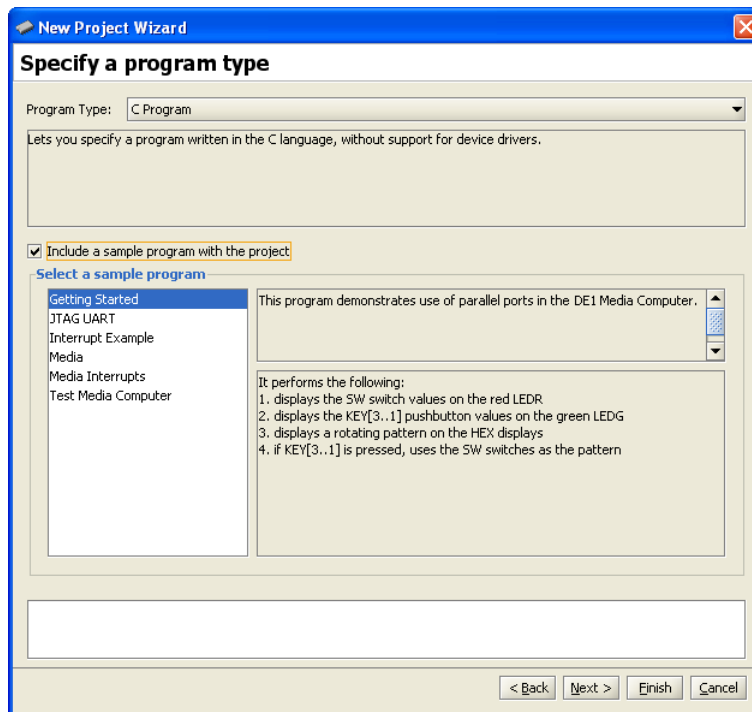 New Project Wizard
Specify a program type
Program Type: C Program
Lets you specify a program written in the C language, without support for device drivers.
Include a sample program with the project
Select a sample program
Getting Started
JTAG UART
Interrupt Example
Media
Media Interrupts
Test Media Computer
This program demonstrates use of parallel ports in the DE1 Media Computer.
It performs the following:
1. displays the SW switch values on the red LEDR
2. displays the KEY[3..1] pushbutton values on the green LEDG
3. displays a rotating pattern on the HEX displays
4. if KEY[3..1] is pressed, uses the SW switches as the pattern
< Back Next > Finish Cancel